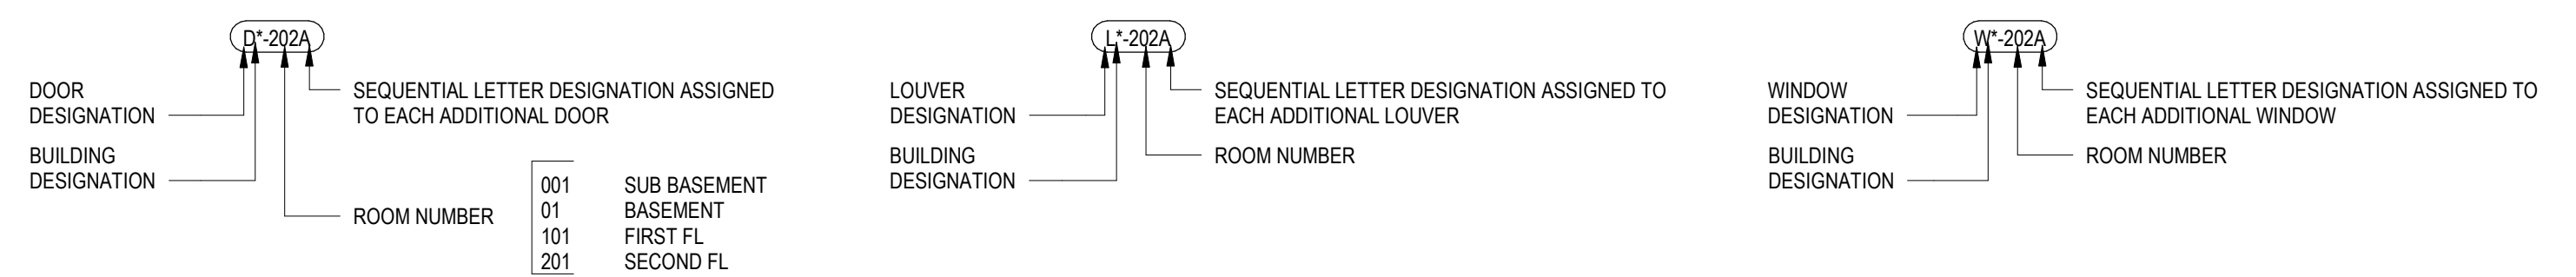 D*-202A
DOOR
DESIGNATION
SEQUENTIAL LETTER DESIGNATION ASSIGNED
TO EACH ADDITIONAL DOOR
BUILDING
DESIGNATION
ROOM NUMBER
001 SUB BASEMENT
01 BASEMENT
101 FIRST FL
201 SECOND FL
L*-202A
LOUVER
DESIGNATION
SEQUENTIAL LETTER DESIGNATION ASSIGNED TO
EACH ADDITIONAL LOUVER
BUILDING
DESIGNATION
ROOM NUMBER
W*-202A
WINDOW
DESIGNATION
SEQUENTIAL LETTER DESIGNATION ASSIGNED TO
EACH ADDITIONAL WINDOW
BUILDING
DESIGNATION
ROOM NUMBER